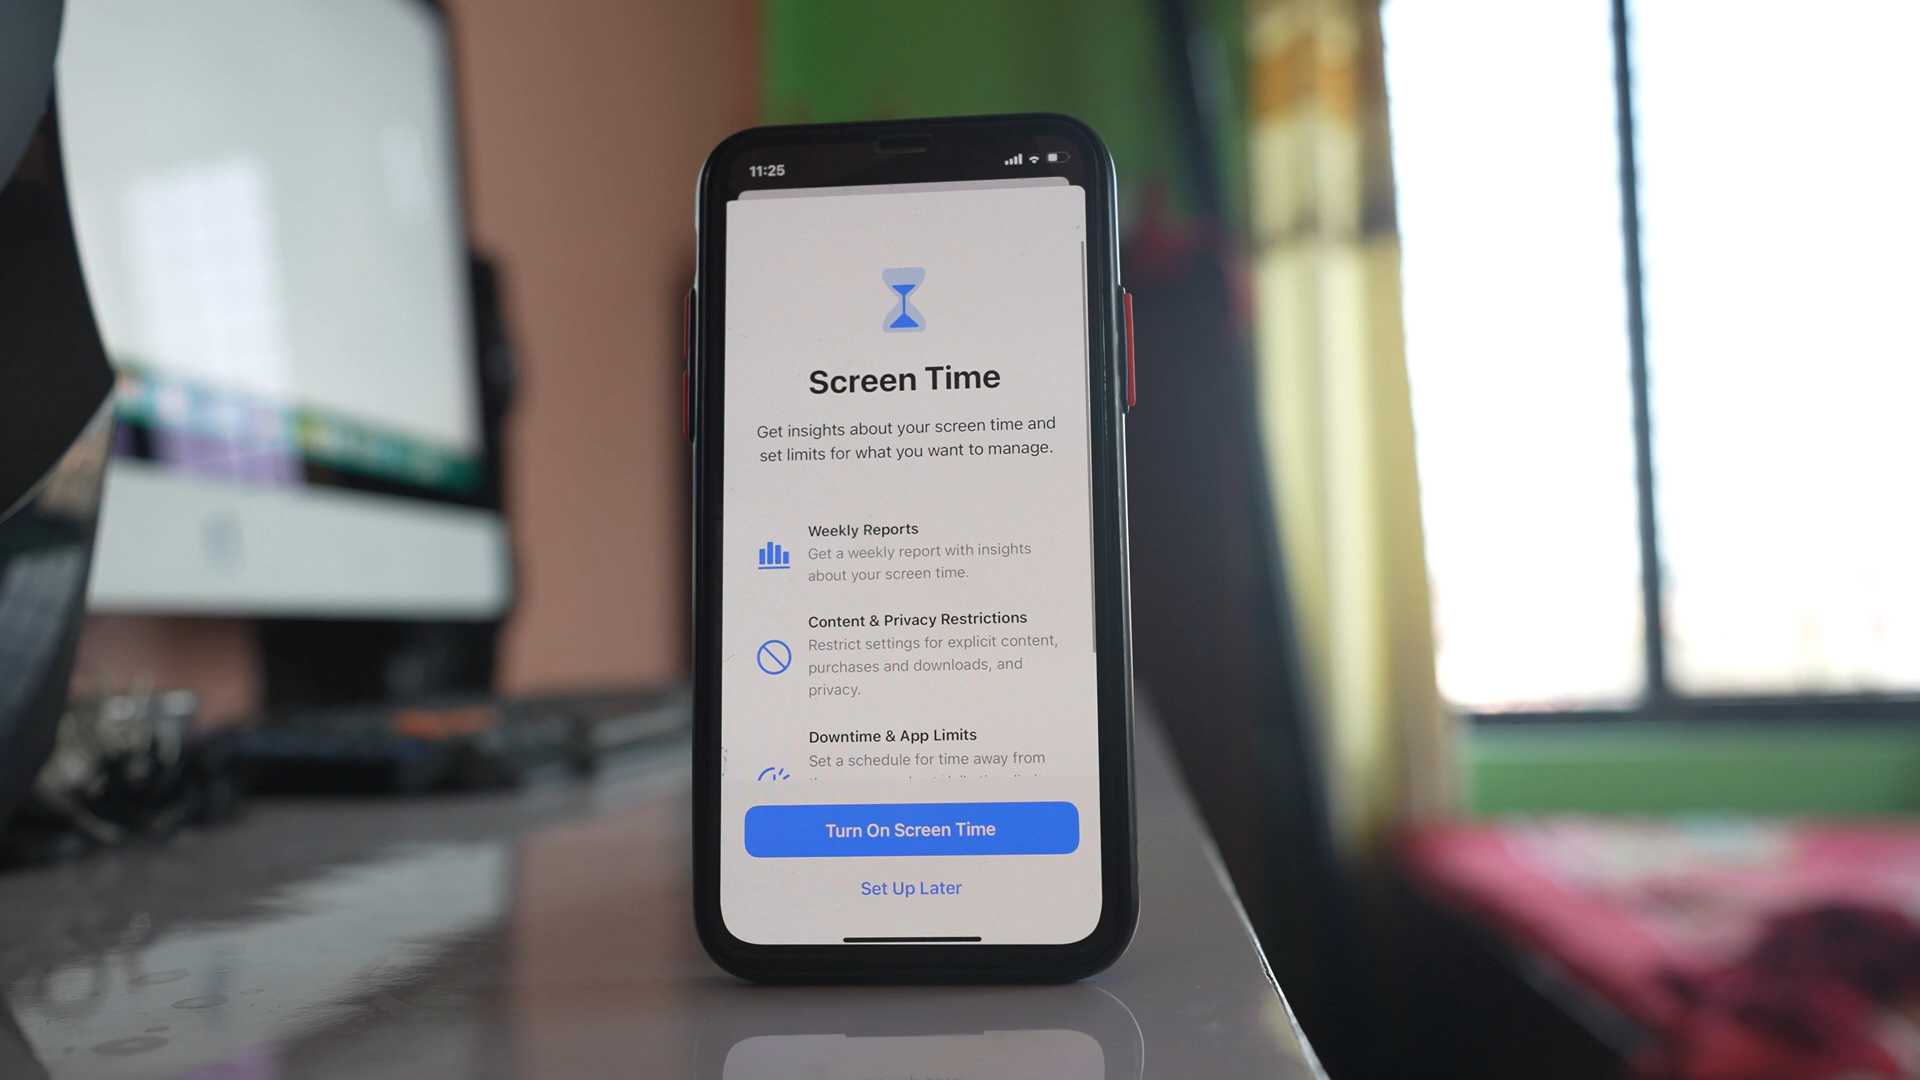 11:25
Screen Time
Get insights about your screen time and
set limits for what you want to manage.
Weekly Reports
Get a weekly report with insights
about your screen time.
Content & Privacy Restrictions
Restrict settings for explicit content,
purchases and downloads, and
privacy.
Downtime & App Limits
Set a schedule for time away from
Turn On Screen Time
Set Up Later